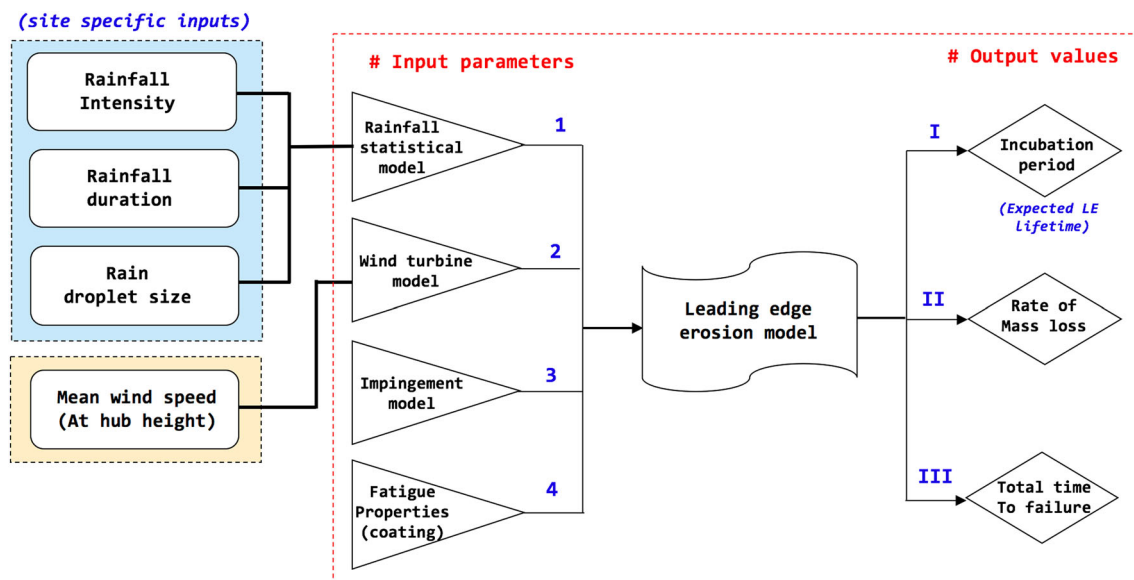 (site specific inputs)
Rainfall
Intensity
Rainfall
duration
Rain
droplet size
Mean wind speed
(At hub height)
# Input parameters
Rainfall
statistical
model
1
Wind turbine
model
2
Impingement
model
3
Fatigue
Properties
(coating)
4
Leading edge
erosion model
# Output values
I
Incubation
period
(Expected LE
lifetime)
II
Rate of
Mass loss
III
Total time
To failure